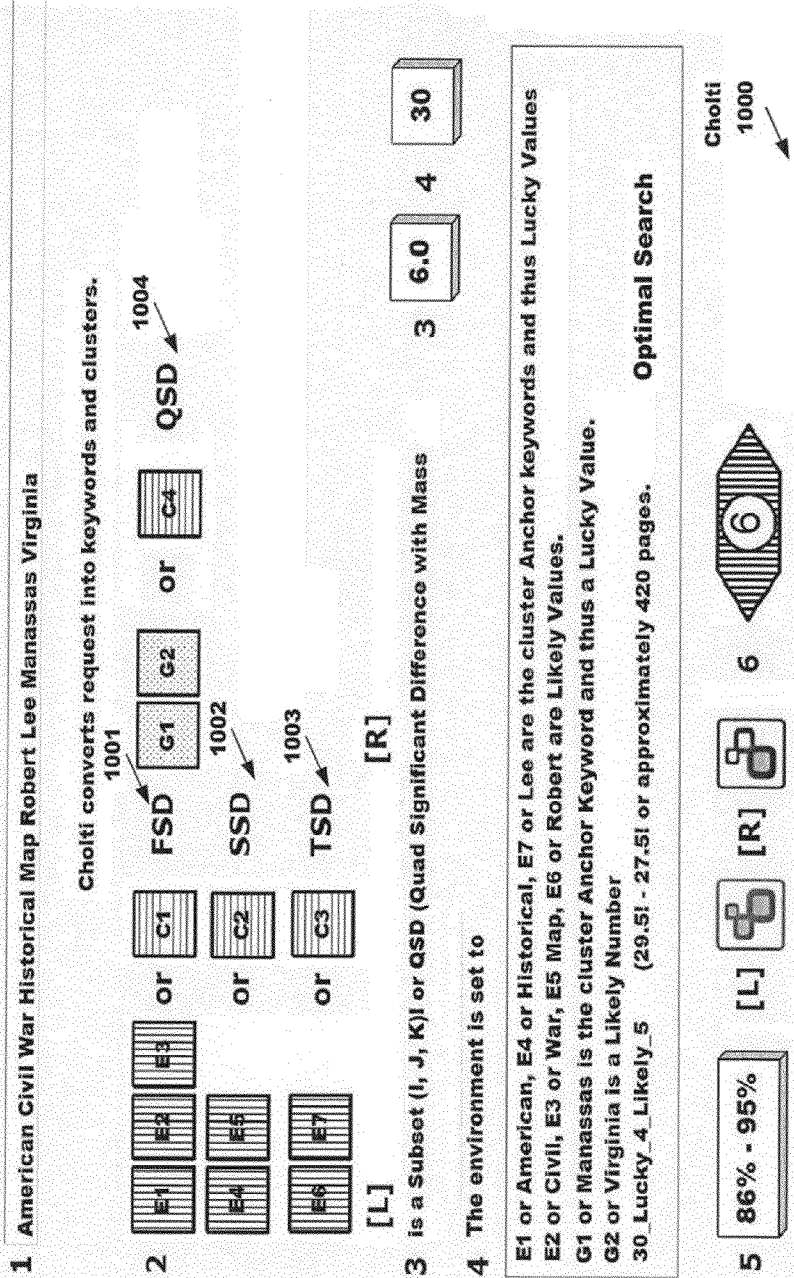 1 American Civil War Historical Map Robert Lee Manassas Virginia
Cholti converts request into keywords and clusters.
1001
1004
2 E1 E2 E3 or C1 FSD G1 G2 or C4 QSD
1002
E4 E5 or C2 SSD
1003
E6 E7 or C3 TSD
[L] [R]
3 is a Subset (I, J, K)! or QSD (Quad Significant Difference with Mass 3 6.0 4 30
4 The environment is set to
E1 or American, E4 or Historical, E7 or Lee are the cluster Anchor keywords and thus Lucky Values
E2 or Civil, E3 or War, E5 Map, E6 or Robert are Likely Values.
G1 or Manassas is the cluster Anchor Keyword and thus a Lucky Value.
G2 or Virginia is a Likely Number
30_Lucky_4_Likely_5 (29.5! - 27.5! or approximately 420 pages. Optimal Search
5 86% - 95% [L] [R] 6 6
Cholti
1000